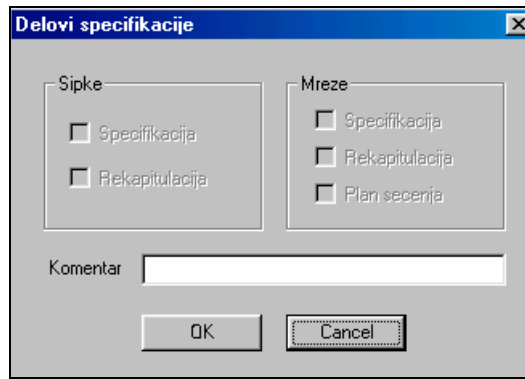 Delovi specifikacije
Sipke
Specifikacija
Rekapitulacija
Mreze
Specifikacija
Rekapitulacija
Plan secenja
Komentar
OK
Cancel